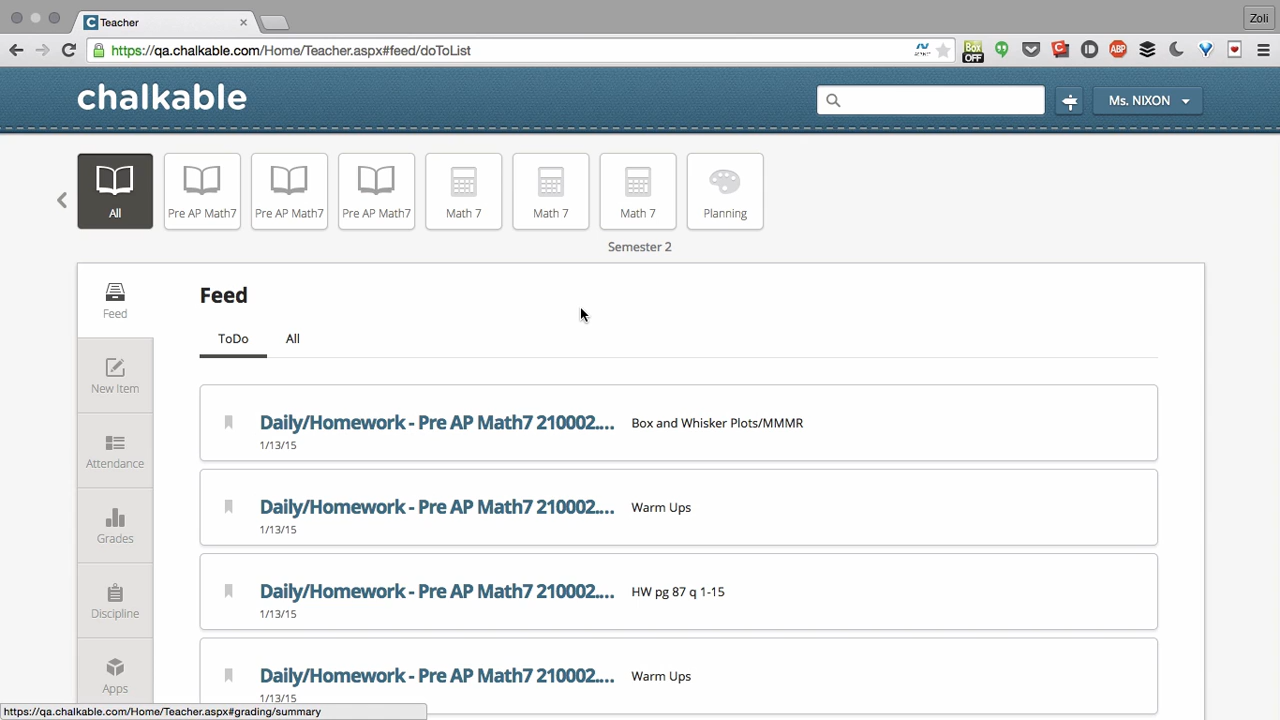 Teacher
Zoli
https://qa.chalkable.com/Home/Teacher.aspx#feed/doToList
Box
OFF
ABP
chalkable
Ms. NIXON
All
Pre AP Math7
Pre AP Math7
Pre AP Math7
Math 7
Math 7
Math 7
Planning
Semester 2
Feed
Feed
ToDo
All
New Item
Attendance
Grades
Discipline
Apps
Daily/Homework - Pre AP Math7 210002.... Box and Whisker Plots/MMMR
1/13/15
Daily/Homework - Pre AP Math7 210002.... Warm Ups
1/13/15
Daily/Homework - Pre AP Math7 210002.... HW pg 87 q 1-15
1/13/15
Daily/Homework - Pre AP Math7 210002.... Warm Ups
1/13/15
https://qa.chalkable.com/Home/Teacher.aspx#grading/summary